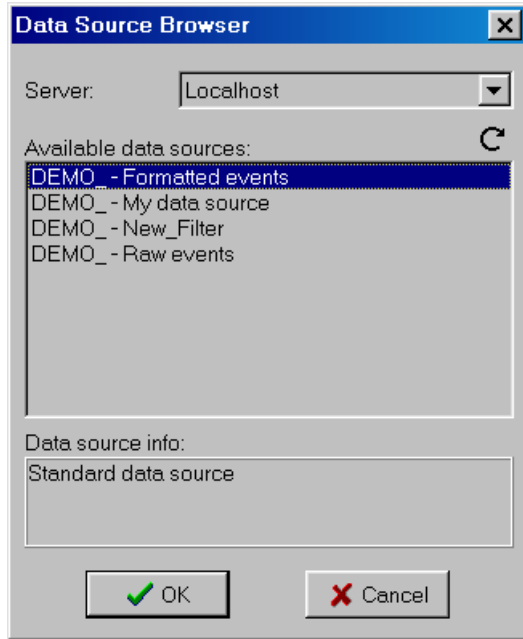 Data Source Browser
Server: Localhost
Available data sources:
DEMO_ - Formatted events
DEMO_ - My data source
DEMO_ - New_Filter
DEMO_ - Raw events
Data source info:
Standard data source
OK Cancel